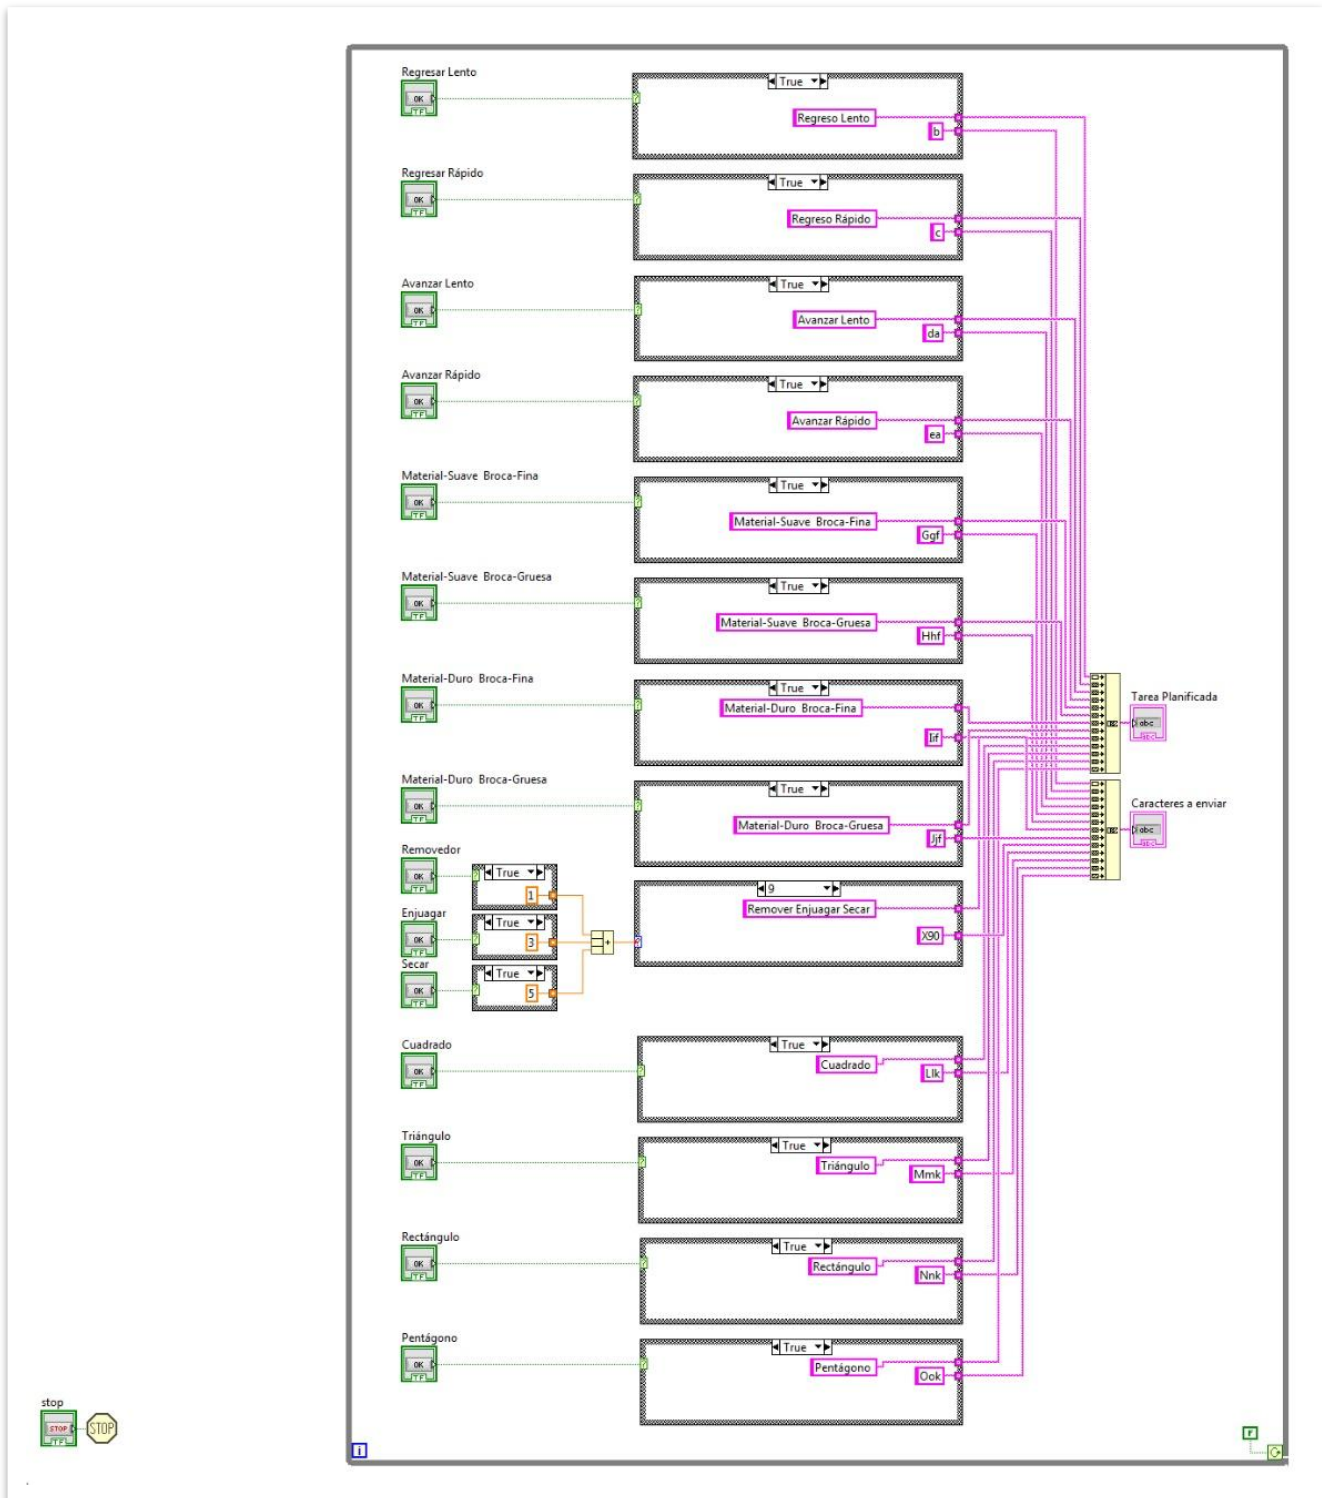 Regresar Lento
OK
TF
True
Regreso Lento
b
Regresar Rápido
OK
TF
True
Regreso Rápido
c
Avanzar Lento
OK
TF
True
Avanzar Lento
da
Avanzar Rápido
OK
TF
True
Avanzar Rápido
ea
Material-Suave Broca-Fina
OK
TF
True
Material-Suave Broca-Fina
Ggf
Material-Suave Broca-Gruesa
OK
TF
True
Material-Suave Broca-Gruesa
Hhf
Material-Duro Broca-Fina
OK
TF
True
Material-Duro Broca-Fina
Iif
Tarea Planificada
abc
Material-Duro Broca-Gruesa
OK
TF
True
Material-Duro Broca-Gruesa
Jjf
Caracteres a enviar
abc
Removedor
OK
TF
True
1
Enjuagar
OK
TF
True
3
Secar
OK
TF
True
5
+
9
Remover Enjuagar Secar
X90
Cuadrado
OK
TF
True
Cuadrado
Llk
Triángulo
OK
TF
True
Triángulo
Mmk
Rectángulo
OK
TF
True
Rectángulo
Nnk
Pentágono
OK
TF
True
Pentágono
Ook
stop
STOP
TF
STOP
i
F